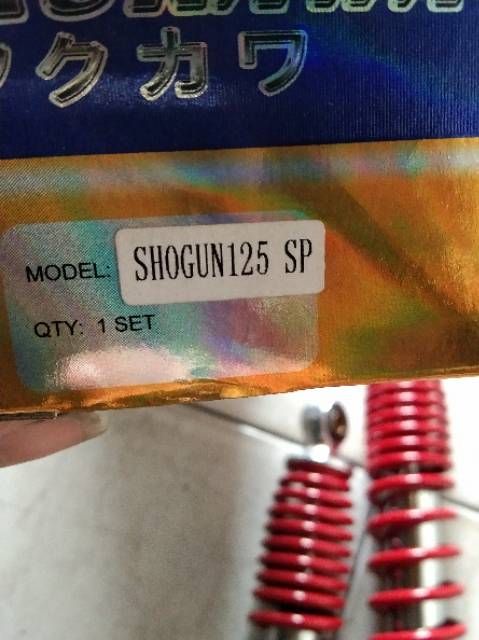 クカワ
MODEL: SHOGUN125 SP
QTY: 1 SET